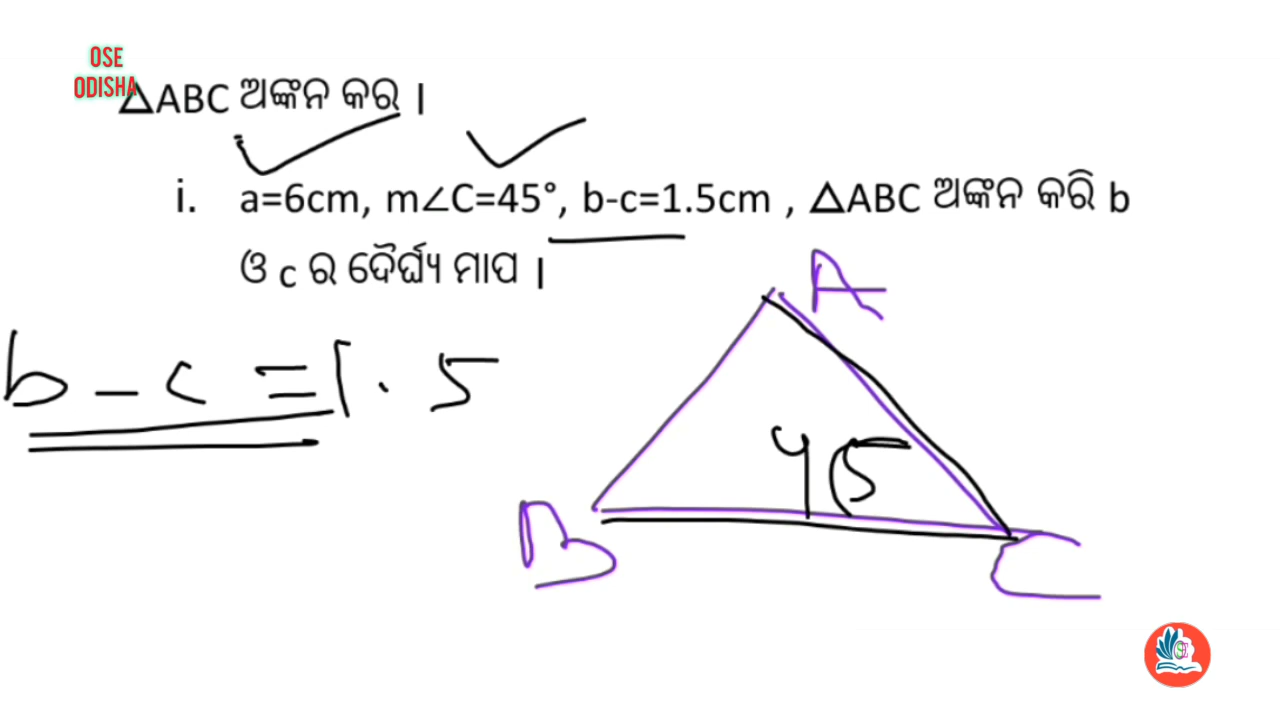 OSE
ODISHA
△ABC ଅଙ୍କନ କର ।
i. a=6cm, m∠C=45°, b-c=1.5cm , △ABC ଅଙ୍କନ କରି b
ଓ c ର ଦୈର୍ଘ୍ୟ ମାପ ।
b - c = 1.5
A
45
B
C